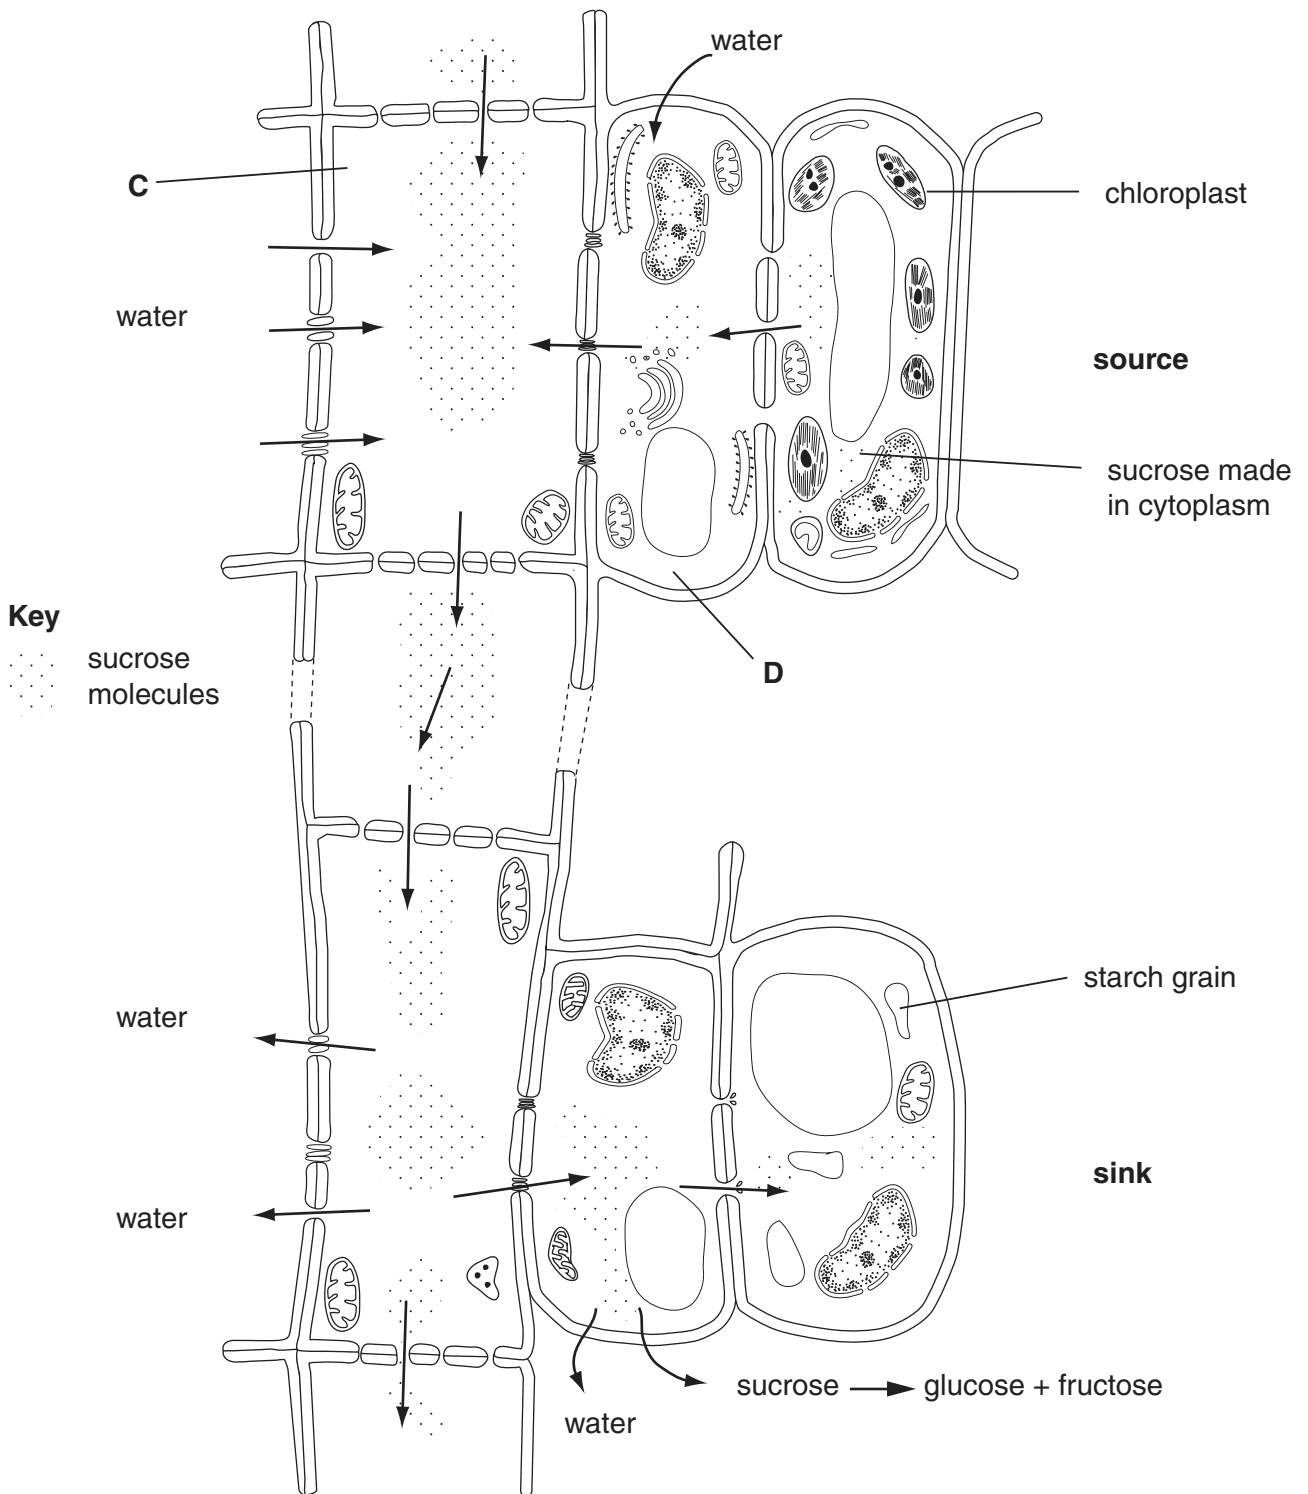 water
C
chloroplast
water
source
sucrose made
in cytoplasm
Key
sucrose
molecules
D
starch grain
water
sink
water
sucrose → glucose + fructose
water